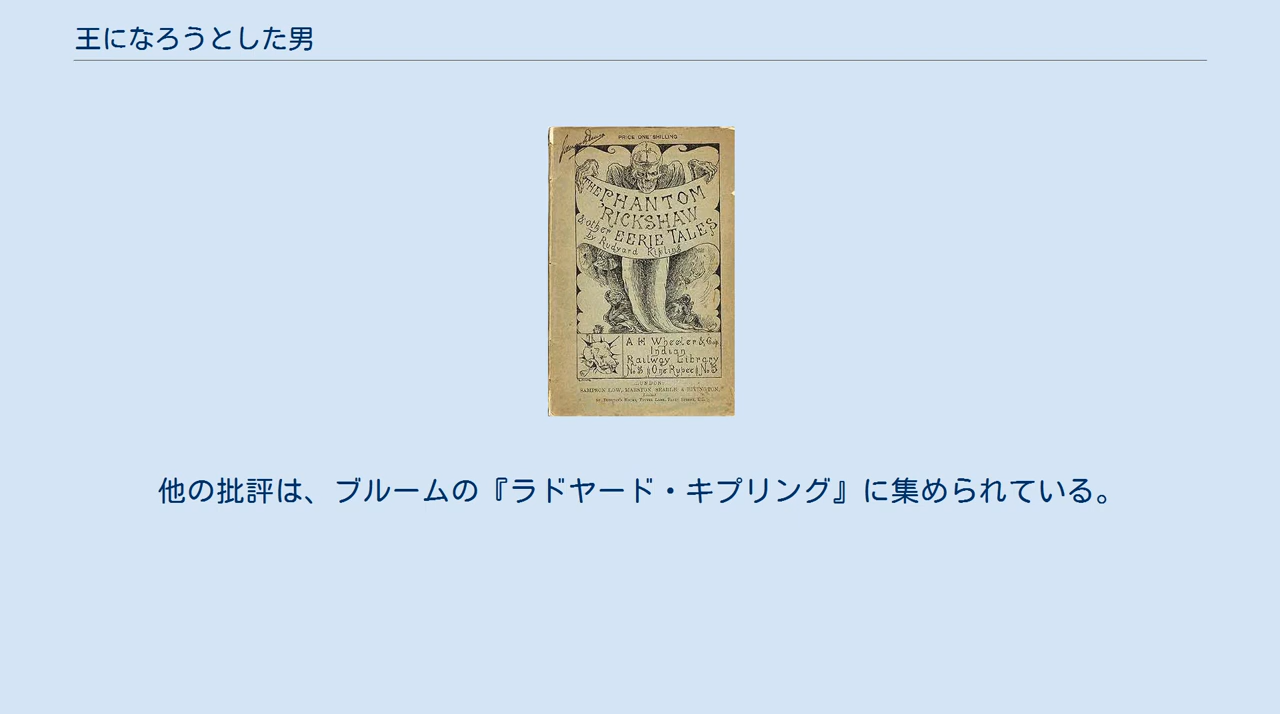 王になろうとした男
PRICE ONE SHILLING
THE PHANTOM
'RICKSHAW
& other EERIE TALES
by Rudyard Kipling
A H Wheeler & Co's
Indian
Railway Library
No. 5 One Rupee No. 5
LONDON:
SAMPSON LOW, MARSTON, SEARLE, & RIVINGTON,
Limited
他の批評は、ブルームの『ラドヤード・キプリング』に集められている。